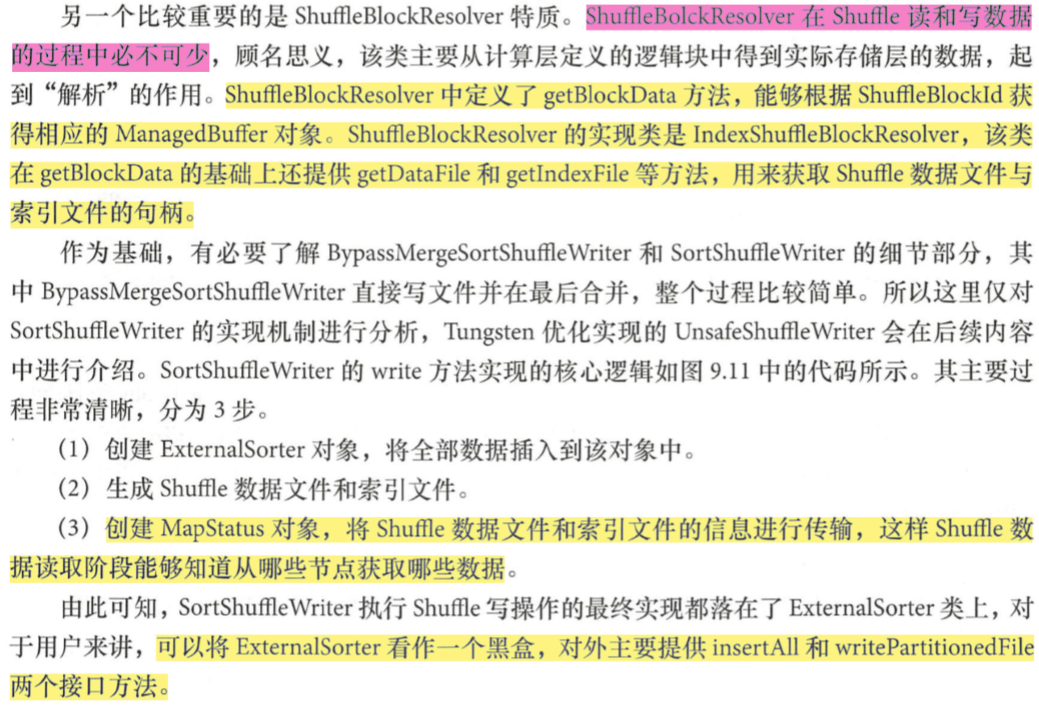 另一个比较重要的是 ShuffleBlockResolver 特质。ShuffleBolckResolver 在 Shuffle 读和写数据
的过程中必不可少，顾名思义，该类主要从计算层定义的逻辑块中得到实际存储层的数据，起
到“解析”的作用。ShuffleBlockResolver 中定义了 getBlockData 方法，能够根据 ShuffleBlockId 获
得相应的 ManagedBuffer 对象。ShuffleBlockResolver 的实现类是 IndexShuffleBlockResolver，该类
在 getBlockData 的基础上还提供 getDataFile 和 getIndexFile 等方法，用来获取 Shuffle 数据文件与
索引文件的句柄。
作为基础，有必要了解 BypassMergeSortShuffleWriter 和 SortShuffleWriter 的细节部分，其
中 BypassMergeSortShuffleWriter 直接写文件并在最后合并，整个过程比较简单。所以这里仅对
SortShuffleWriter 的实现机制进行分析，Tungsten 优化实现的 UnsafeShuffleWriter 会在后续内容
中进行介绍。SortShuffleWriter 的 write 方法实现的核心逻辑如图 9.11 中的代码所示。其主要过
程非常清晰，分为 3 步。
（1）创建 ExternalSorter 对象，将全部数据插入到该对象中。
（2）生成 Shuffle 数据文件和索引文件。
（3）创建 MapStatus 对象，将 Shuffle 数据文件和索引文件的信息进行传输，这样 Shuffle 数
据读取阶段能够知道从哪些节点获取哪些数据。
由此可知，SortShuffleWriter 执行 Shuffle 写操作的最终实现都落在了 ExternalSorter 类上，对
于用户来讲，可以将 ExternalSorter 看作一个黑盒，对外主要提供 insertAll 和 writePartitionedFile
两个接口方法。